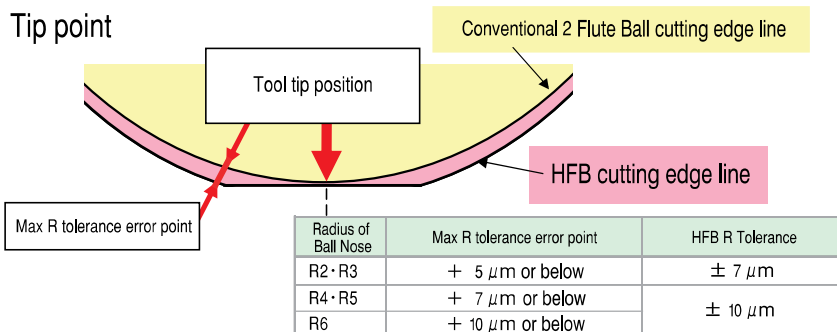 Tip point
Conventional 2 Flute Ball cutting edge line
Tool tip position
HFB cutting edge line
Max R tolerance error point
Radius of
Ball Nose
Max R tolerance error point
HFB R Tolerance
R2・R3
+ 5 μm or below
± 7 μm
R4・R5
+ 7 μm or below
± 10 μm
R6
+ 10 μm or below